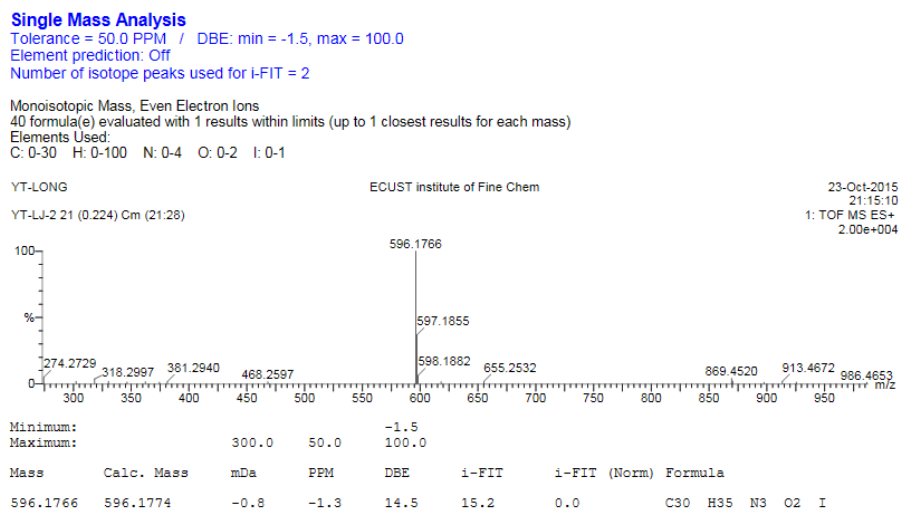 Single Mass Analysis
Tolerance = 50.0 PPM / DBE: min = -1.5, max = 100.0
Element prediction: Off
Number of isotope peaks used for i-FIT = 2
Monoisotopic Mass, Even Electron Ions
40 formula(e) evaluated with 1 results within limits (up to 1 closest results for each mass)
Elements Used:
C: 0-30 H: 0-100 N: 0-4 O: 0-2 I: 0-1
YT-LONG ECUST institute of Fine Chem 23-Oct-2015
21:15:10
YT-LJ-2 21 (0.224) Cm (21:28) 1: TOF MS ES+
2.00e+004
100
596.1766
%
597.1855
598.1882
274.2729 318.2997 381.2940 468.2597 655.2532 869.4520 913.4672 986.4653
0
m/z
300 350 400 450 500 550 600 650 700 750 800 850 900 950
Minimum: -1.5
Maximum: 300.0 50.0 100.0
Mass Calc. Mass mDa PPM DBE i-FIT i-FIT (Norm) Formula
596.1766 596.1774 -0.8 -1.3 14.5 15.2 0.0 C30 H35 N3 O2 I